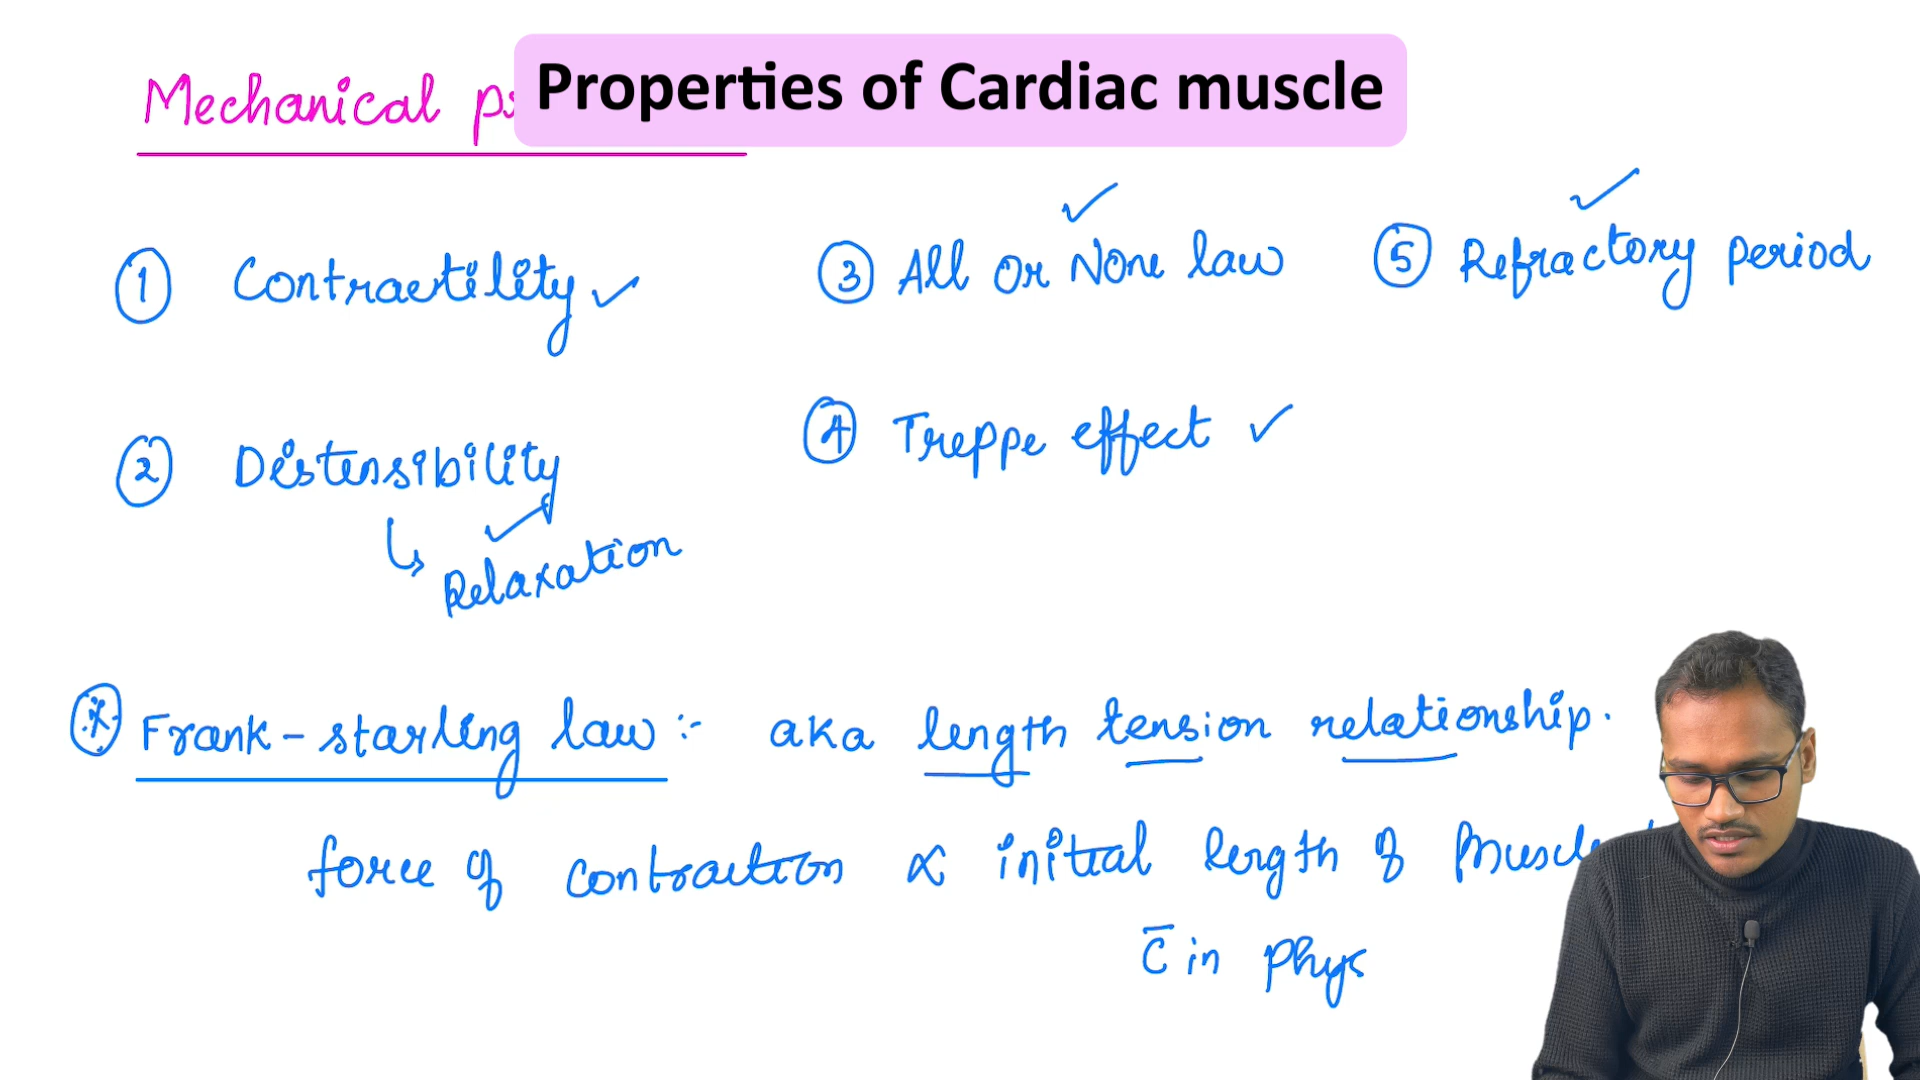 Properties of Cardiac muscle
Mechanical
① Contractility ✓
② Distensibility
↳ Relaxation
③ All or None law
④ Treppe effect ✓
⑤ Refractory period
Frank-starling law :- aka length tension relationship.
force of contraction ∝ initial length of Muscle
c̅ in phys